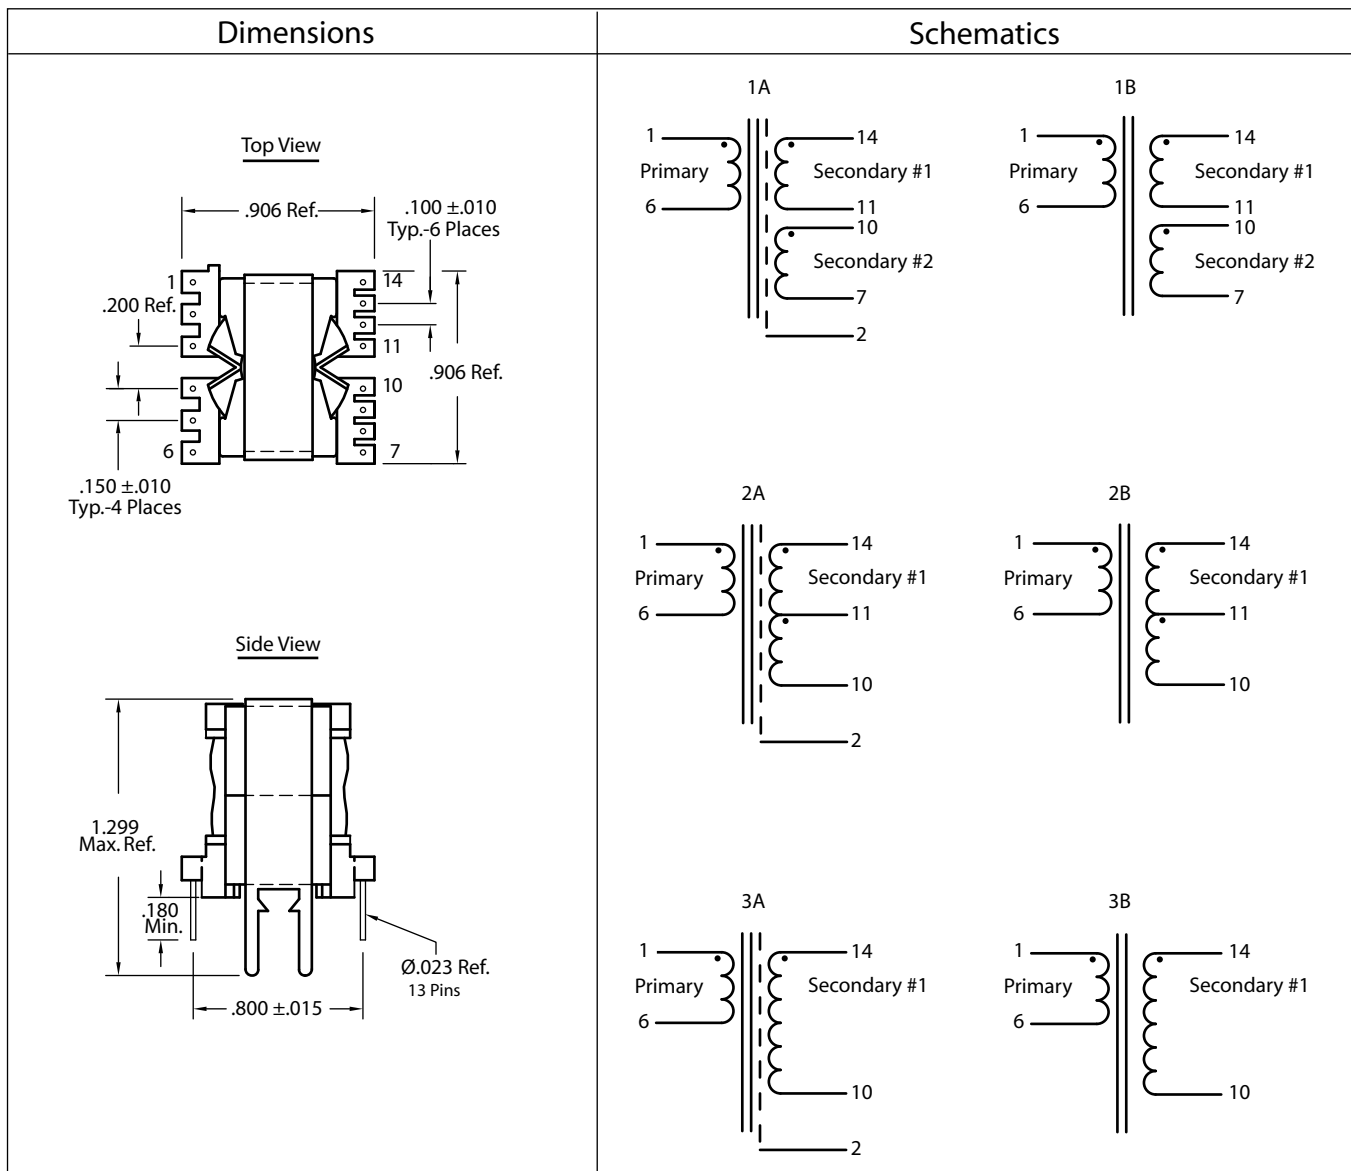 Dimensions
Schematics
Top View
.906 Ref.
.100 ±.010
Typ.-6 Places
1
14
.200 Ref.
11
.906 Ref.
10
6
7
.150 ±.010
Typ.-4 Places
Side View
1.299
Max. Ref.
.180
Min.
Ø.023 Ref.
13 Pins
.800 ±.015
1A
1
14
Primary
Secondary #1
6
11
10
Secondary #2
7
2
1B
1
14
Primary
Secondary #1
6
11
10
Secondary #2
7
2A
1
14
Primary
Secondary #1
6
11
10
2
2B
1
14
Primary
Secondary #1
6
11
10
3A
1
14
Primary
Secondary #1
6
10
2
3B
1
14
Primary
Secondary #1
6
10